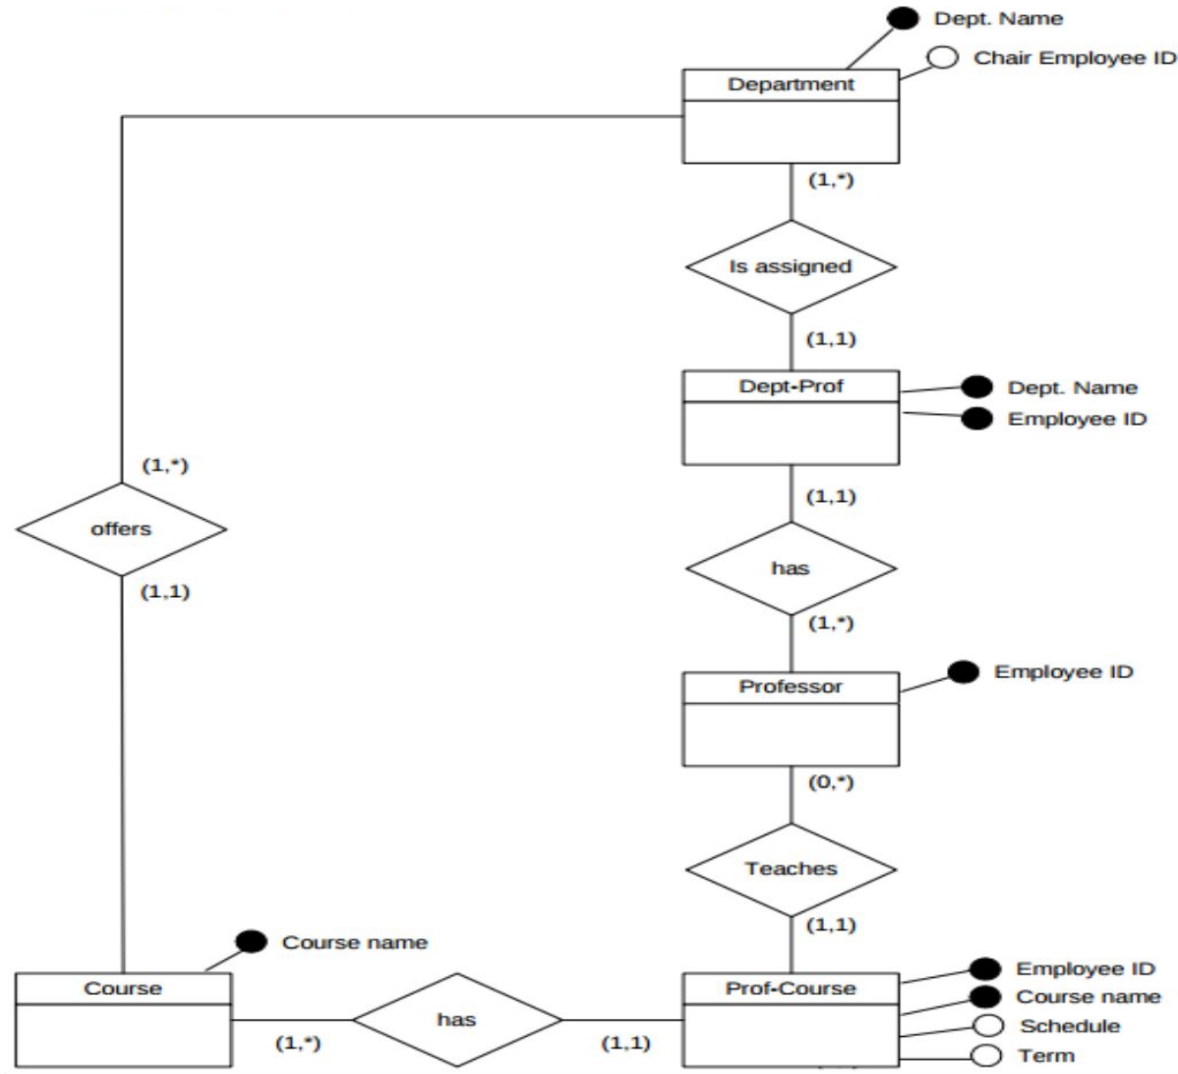 Dept. Name
Chair Employee ID
Department
(1,*)
Is assigned
(1,1)
Dept-Prof
Dept. Name
Employee ID
(1,*)
(1,1)
offers
has
(1,1)
(1,*)
Employee ID
Professor
(0,*)
Teaches
(1,1)
Course name
Employee ID
Course
Prof-Course
Course name
has
Schedule
(1,*)
(1,1)
Term